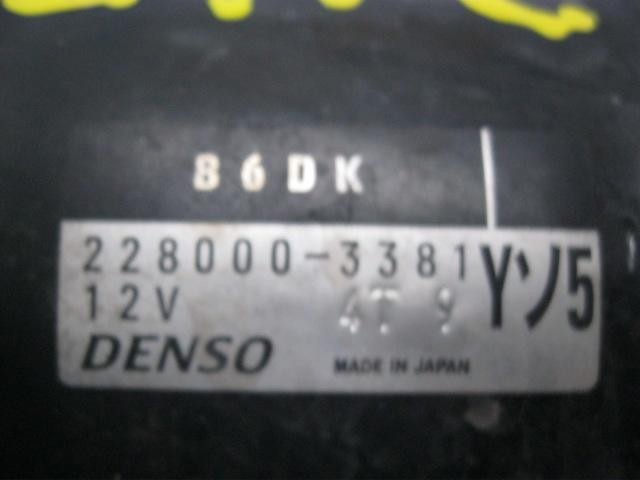 86DK
228000-3381 Yソ5
12V 4T 9
DENSO MADE IN JAPAN